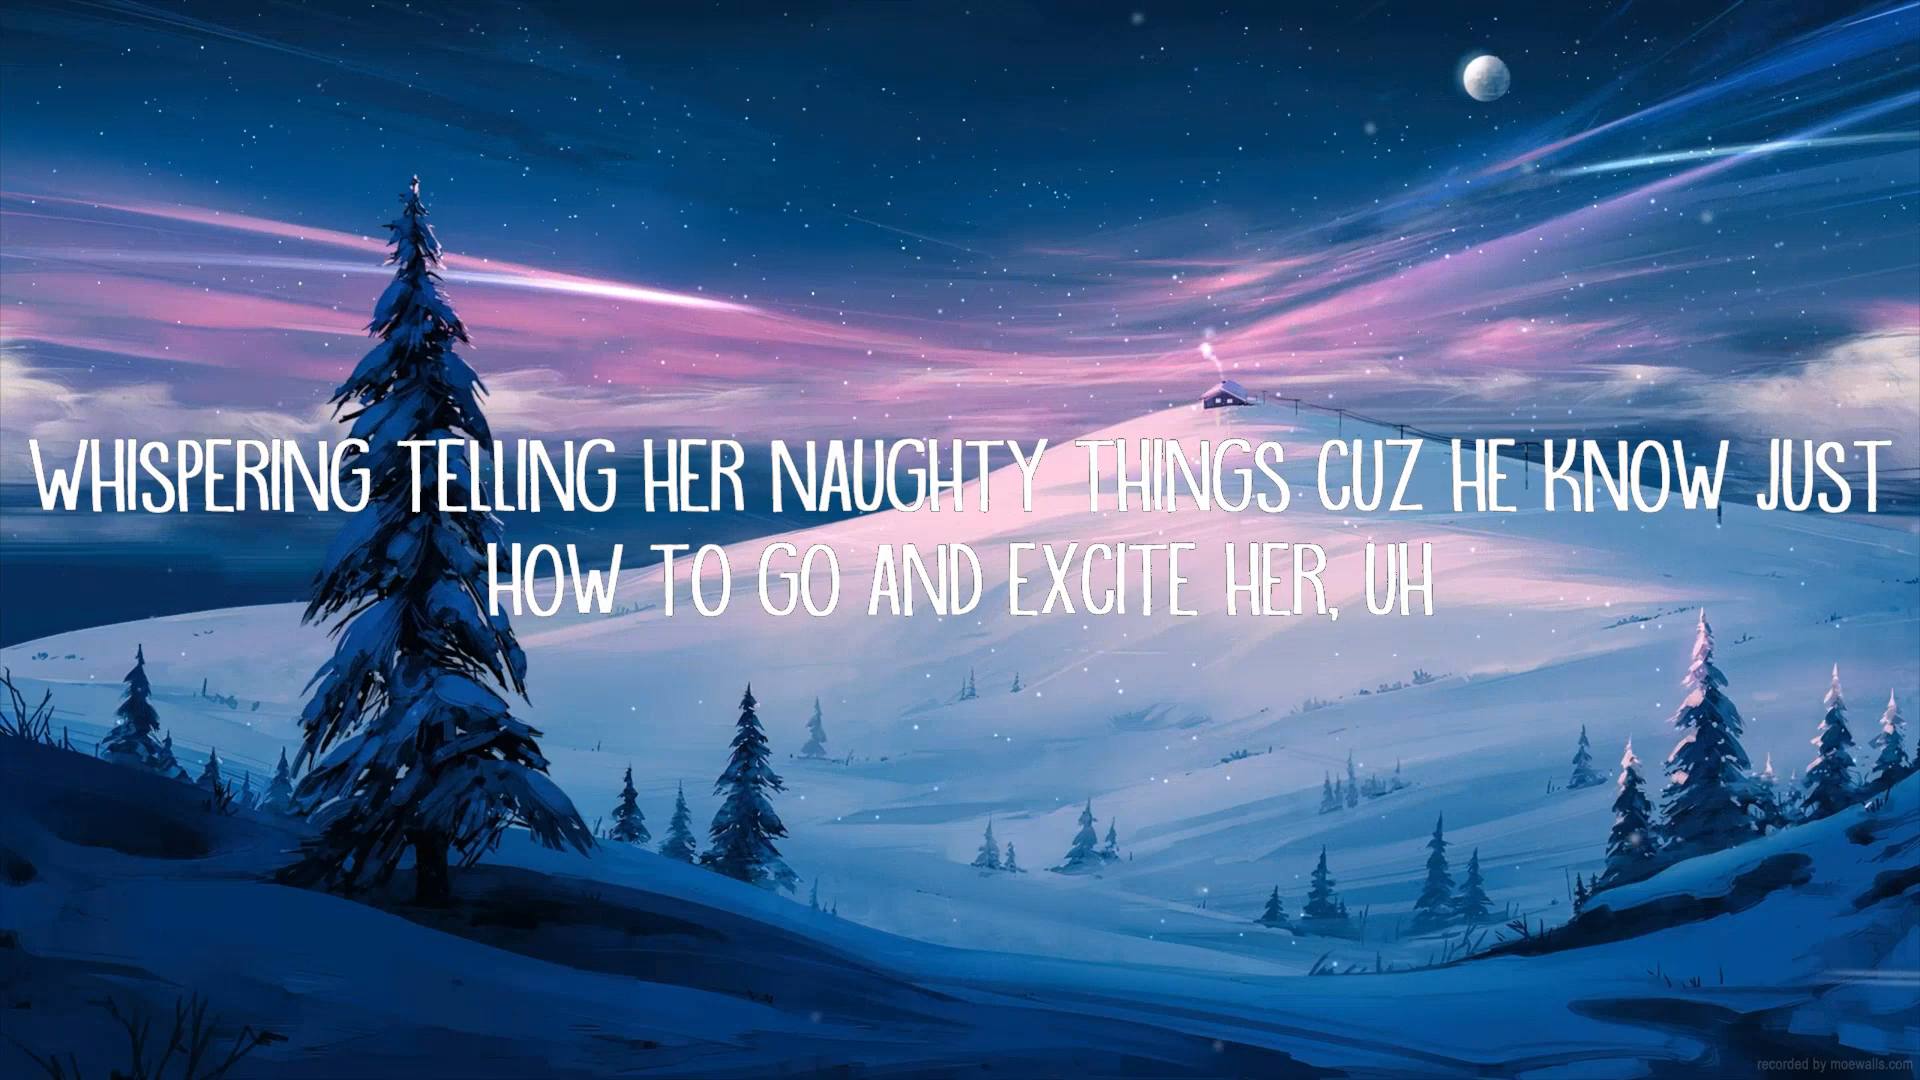 WHISPERING TELLING HER NAUGHTY THINGS CUZ HE KNOW JUST
HOW TO GO AND EXCITE HER, UH
recorded by moewalls.com